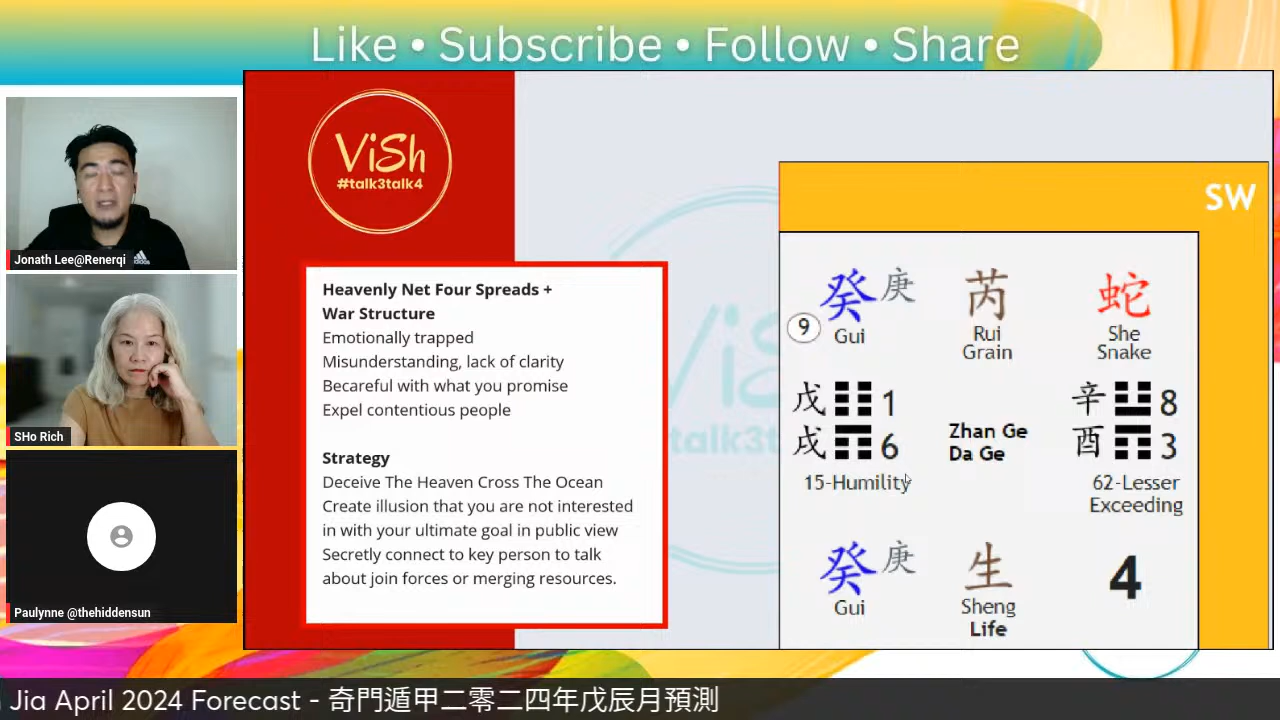 Like • Subscribe • Follow • Share
ViSh
#talk3talk4
Jonath Lee@Renerqi
SHo Rich
Paulynne @thehiddensun
Heavenly Net Four Spreads +
War Structure
Emotionally trapped
Misunderstanding, lack of clarity
Becareful with what you promise
Expel contentious people
Strategy
Deceive The Heaven Cross The Ocean
Create illusion that you are not interested
in with your ultimate goal in public view
Secretly connect to key person to talk
about join forces or merging resources.
SW
癸 庚 芮 蛇
9 Gui Rui She
Grain Snake
戊 1 辛 8
戌 6 Zhan Ge 酉 3
Da Ge
15-Humility 62-Lesser
Exceeding
癸 庚 生 4
Gui Sheng
Life
Jia April 2024 Forecast - 奇門遁甲二零二四年戊辰月預測